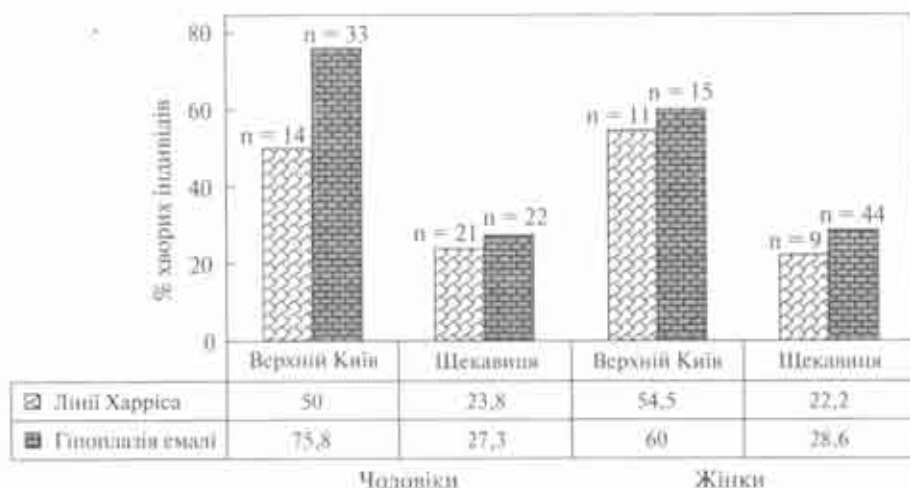 % хворих індивідів
80
60
40
20
0
n = 14
n = 33
n = 21
n = 22
n = 11
n = 15
n = 9
n = 44
Верхній Київ Щекавиця Верхній Київ Щекавиця
Лінії Харріса 50 23,8 54,5 22,2
Гіпоплазія емалі 75,8 27,3 60 28,6
Чоловіки Жінки